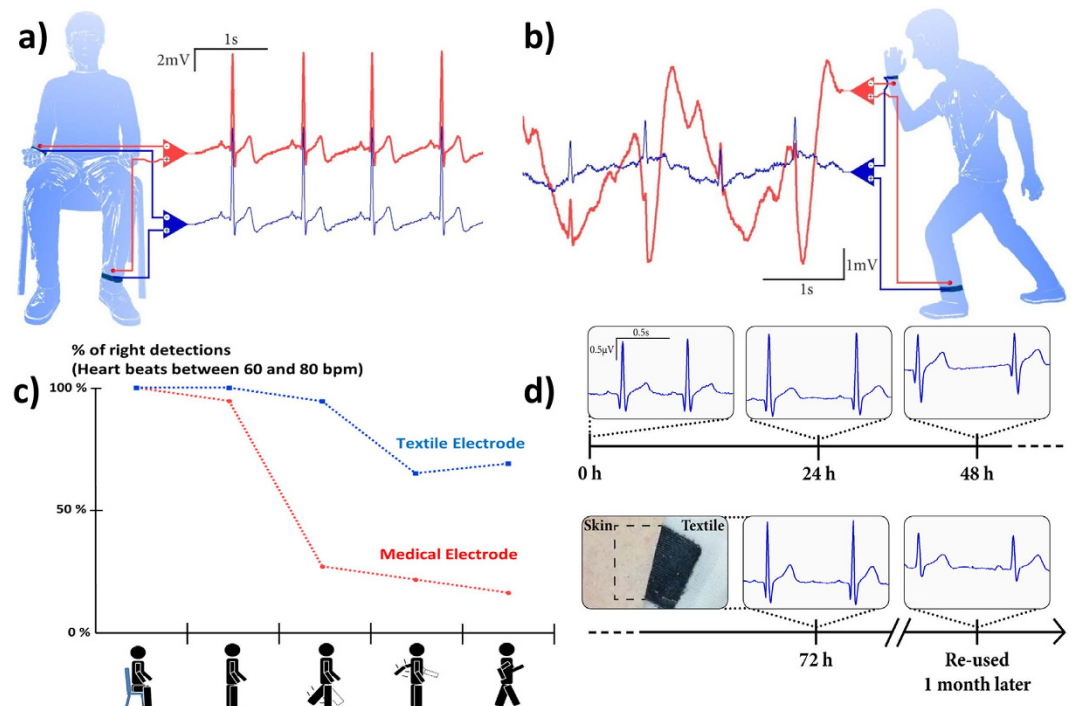 a)
1s
2mV
b)
1mV
1s
% of right detections
(Heart beats between 60 and 80 bpm)
c)
100 %
Textile Electrode
50 %
Medical Electrode
0 %
d)
0.5s
0.5µV
0 h
24 h
48 h
Skin
Textile
72 h
Re-used
1 month later